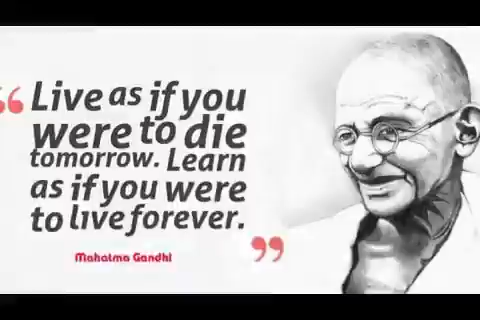 “ Live as if you
were to die
tomorrow. Learn
as if you were
to live forever.
Mahatma Gandhi ”